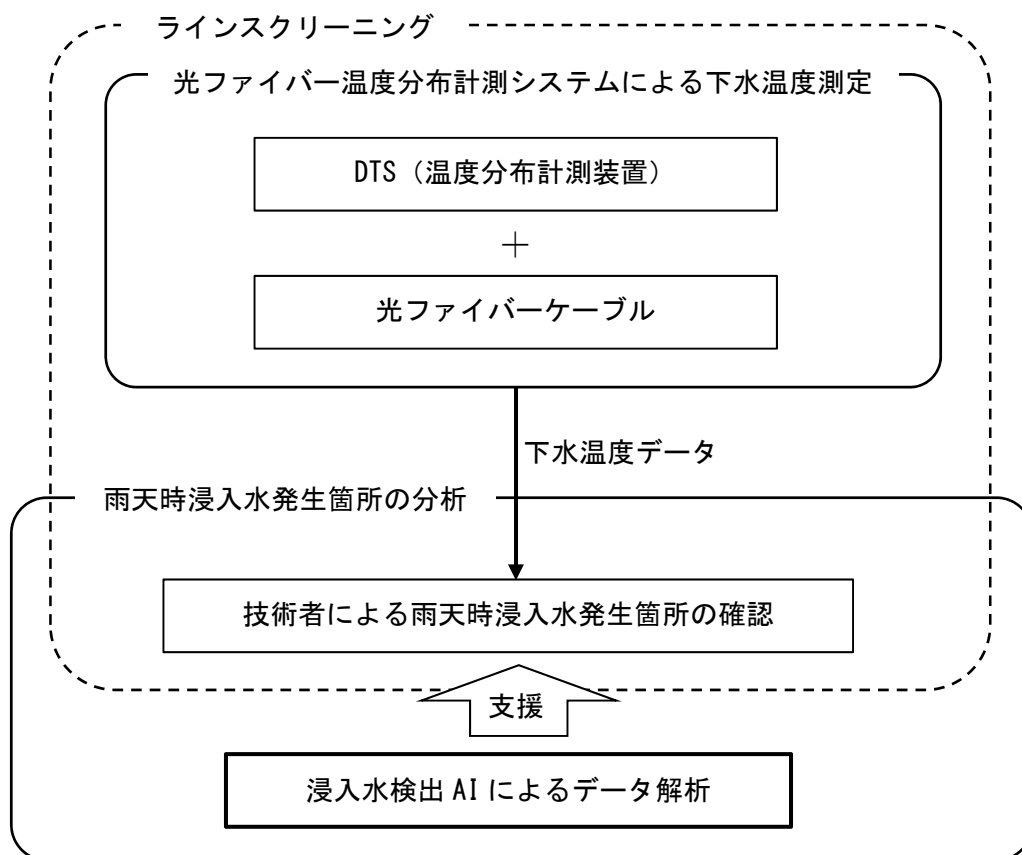 ラインスクリーニング
光ファイバー温度分布計測システムによる下水温度測定
DTS（温度分布計測装置）
＋
光ファイバーケーブル
下水温度データ
雨天時浸入水発生箇所の分析
技術者による雨天時浸入水発生箇所の確認
支援
浸入水検出 AI によるデータ解析